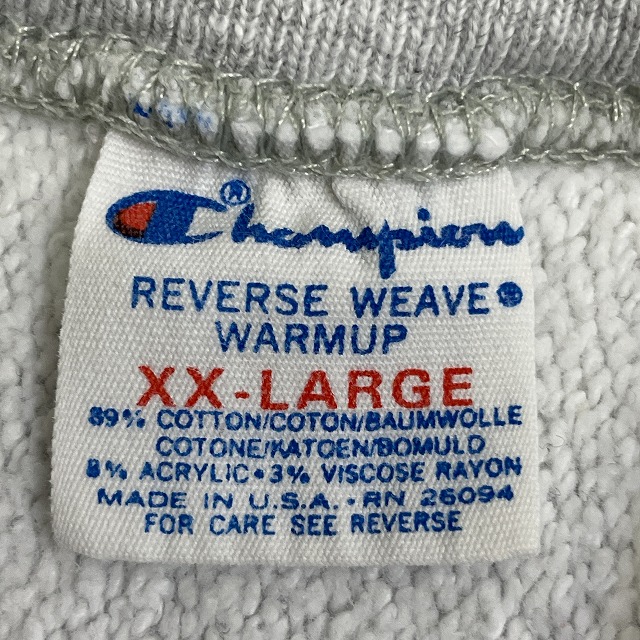 Champion®
REVERSE WEAVE®
WARMUP
XX-LARGE
89% COTTON/COTON/BAUMWOLLE
COTONE/KATOEN/BOMULD
8% ACRYLIC•3% VISCOSE RAYON
MADE IN U.S.A.•RN 26094
FOR CARE SEE REVERSE